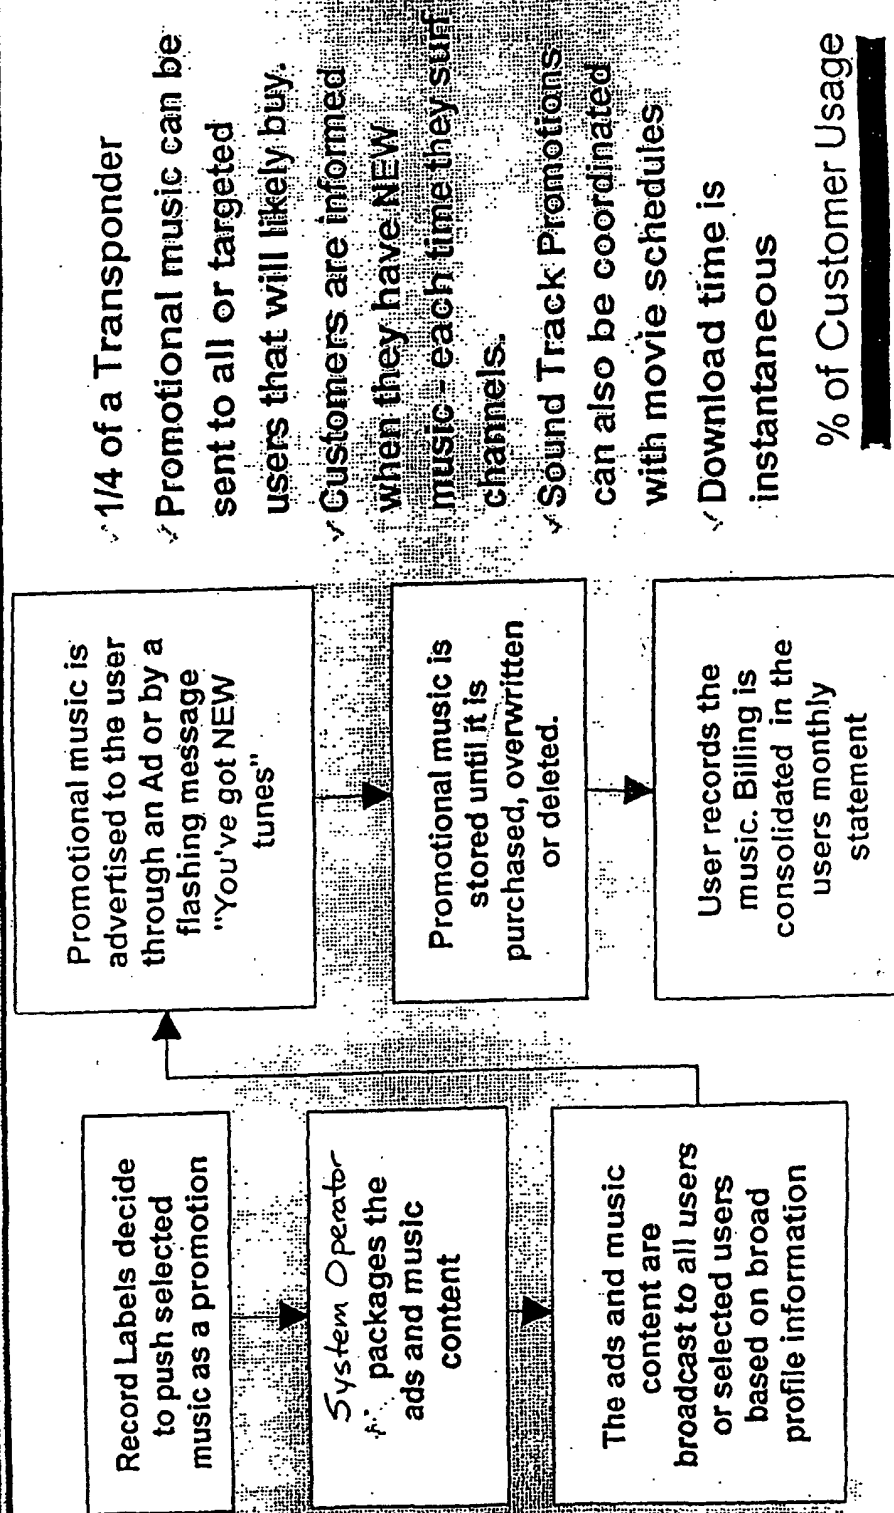 Record Labels decide
to push selected
music as a promotion
System Operator
packages the
ads and music
content
The ads and music
content are
broadcast to all users
or selected users
based on broad
profile information
Promotional music is
advertised to the user
through an Ad or by a
flashing message
"You've got NEW
tunes"
Promotional music is
stored until it is
purchased, overwritten
or deleted.
User records the
music. Billing is
consolidated in the
users monthly
statement
✓1/4 of a Transponder
✓Promotional music can be
sent to all or targeted
users that will likely buy.
✓Customers are informed
when they have NEW
music - each time they surf
channels.
✓Sound Track Promotions
can also be coordinated
with movie schedules
✓Download time is
instantaneous
% of Customer Usage